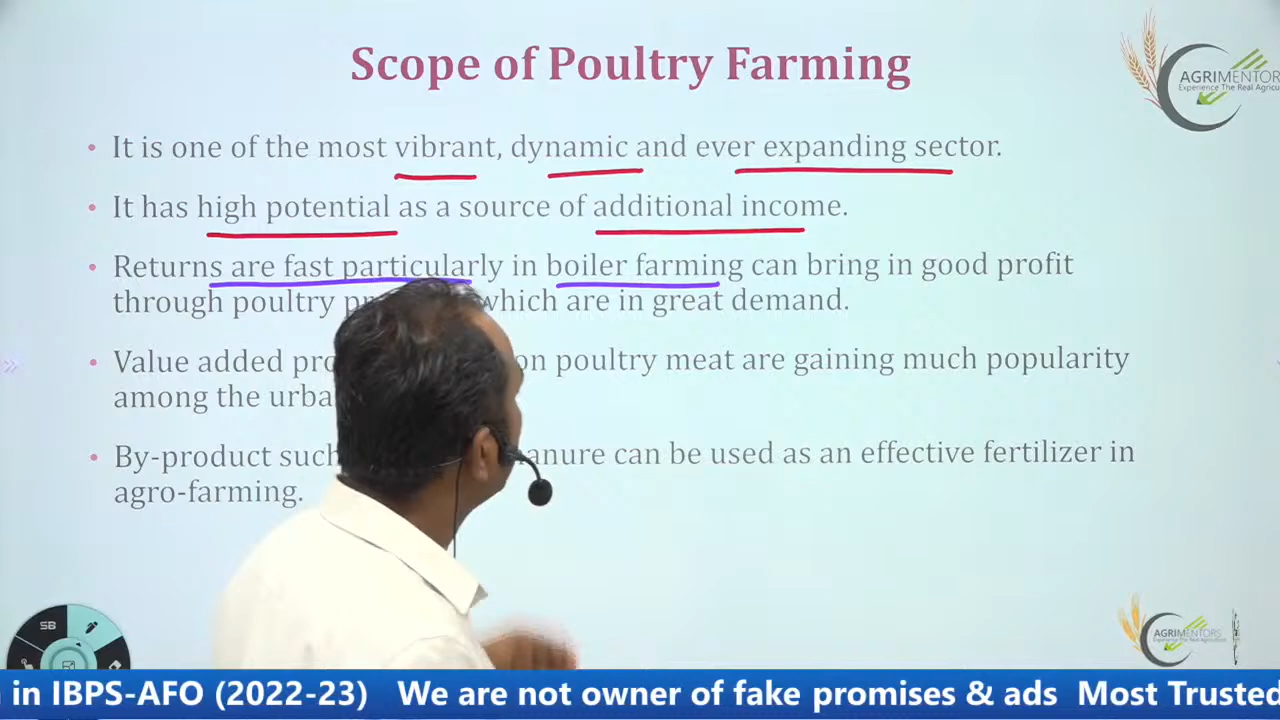 Scope of Poultry Farming
AGRIMENTORS
Experience The Real Agricu
• It is one of the most vibrant, dynamic and ever expanding sector.
• It has high potential as a source of additional income.
• Returns are fast particularly in boiler farming can bring in good profit
through poultry which are in great demand.
• Value added on poultry meat are gaining much popularity
among the
• By-product such can be used as an effective fertilizer in
agro-farming.
SB
AGRIMENTORS
in IBPS-AFO (2022-23) We are not owner of fake promises & ads Most Trusted